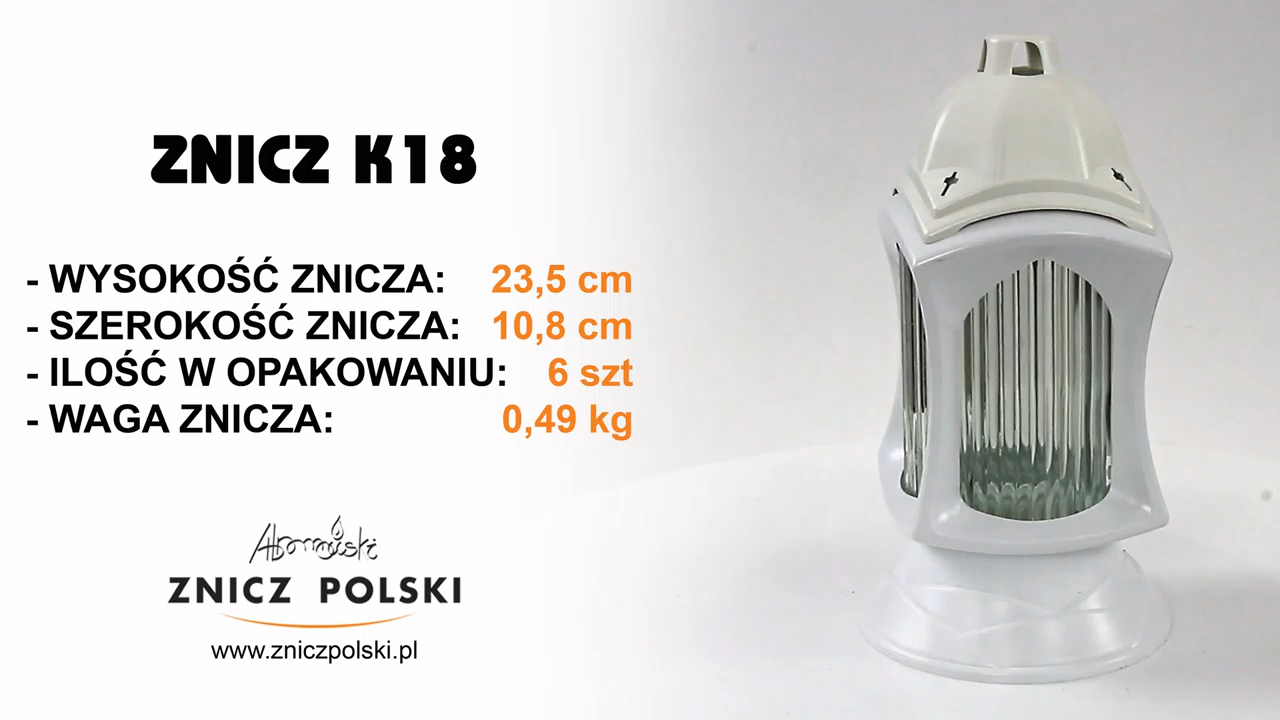 ZNICZ K18
- WYSOKOŚĆ ZNICZA: 23,5 cm
- SZEROKOŚĆ ZNICZA: 10,8 cm
- ILOŚĆ W OPAKOWANIU: 6 szt
- WAGA ZNICZA: 0,49 kg
ZNICZ POLSKI
www.zniczpolski.pl